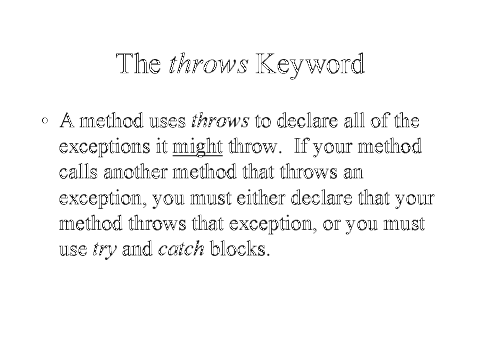 The throws Keyword
◦ A method uses throws to declare all of the
exceptions it might throw.  If your method
calls another method that throws an
exception, you must either declare that your
method throws that exception, or you must
use try and catch blocks.